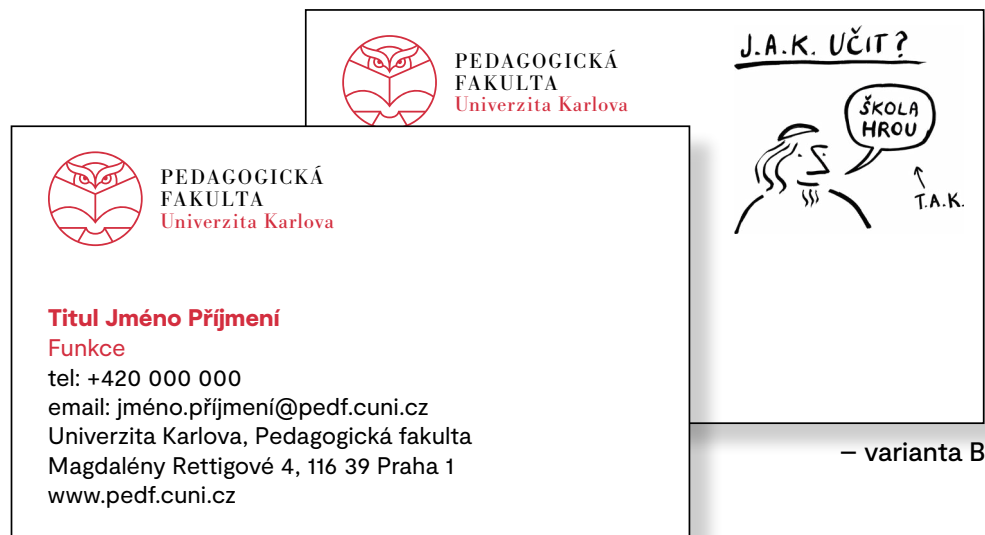 PEDAGOGICKÁ
FAKULTA
Univerzita Karlova
J.A.K. UČIT?
ŠKOLA
HROU
T.A.K.
PEDAGOGICKÁ
FAKULTA
Univerzita Karlova
Titul Jméno Příjmení
Funkce
tel: +420 000 000
email: jméno.příjmení@pedf.cuni.cz
Univerzita Karlova, Pedagogická fakulta
Magdalény Rettigové 4, 116 39 Praha 1
www.pedf.cuni.cz
– varianta B